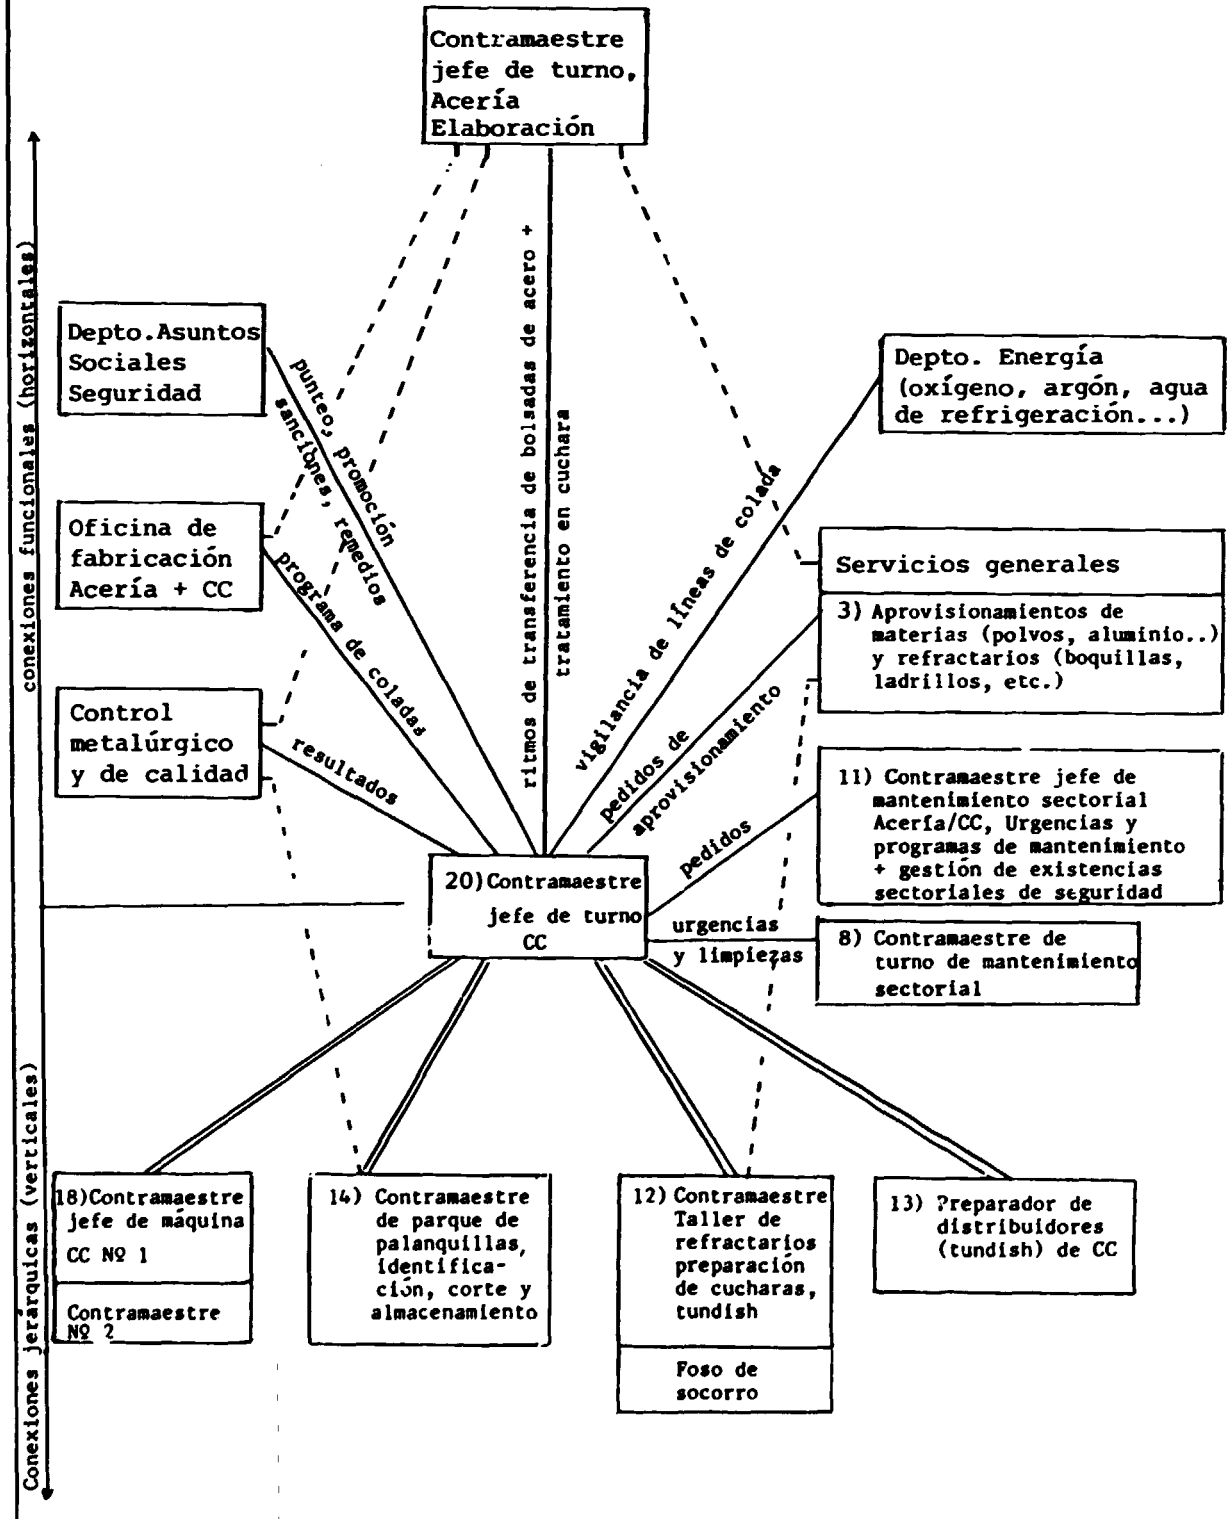 Contramaestre
jefe de turno,
Acería
Elaboración
conexiones funcionales (horizontales)
Depto.Asuntos
Sociales
Seguridad
punteo, promoción
sanciones, remedios
ritmos de transferencia de bolsadas de acero +
tratamiento en cuchara
Depto. Energía
(oxígeno, argón, agua
de refrigeración...)
vigilancia de líneas de colada
Oficina de
fabricación
Acería + CC
programa de coladas
Servicios generales
3) Aprovisionamientos de
materias (polvos, aluminio..)
y refractarios (boquillas,
ladrillos, etc.)
pedidos de
aprovisionamiento
Control
metalúrgico
y de calidad
resultados
11) Contramaestre jefe de
mantenimiento sectorial
Acería/CC, Urgencias y
programas de mantenimiento
+ gestión de existencias
sectoriales de seguridad
pedidos
20)Contramaestre
jefe de turno
CC
urgencias
y limpiezas
8) Contramaestre de
turno de mantenimiento
sectorial
Conexiones jerárquicas (verticales)
18)Contramaestre
jefe de máquina
CC Nº 1
Contramaestre
Nº 2
14) Contramaestre
de parque de
palanquillas,
identifica-
ción, corte y
almacenamiento
12) Contramaestre
Taller de
refractarios
preparación
de cucharas,
tundish
Foso de
socorro
13) Preparador de
distribuidores
(tundish) de CC